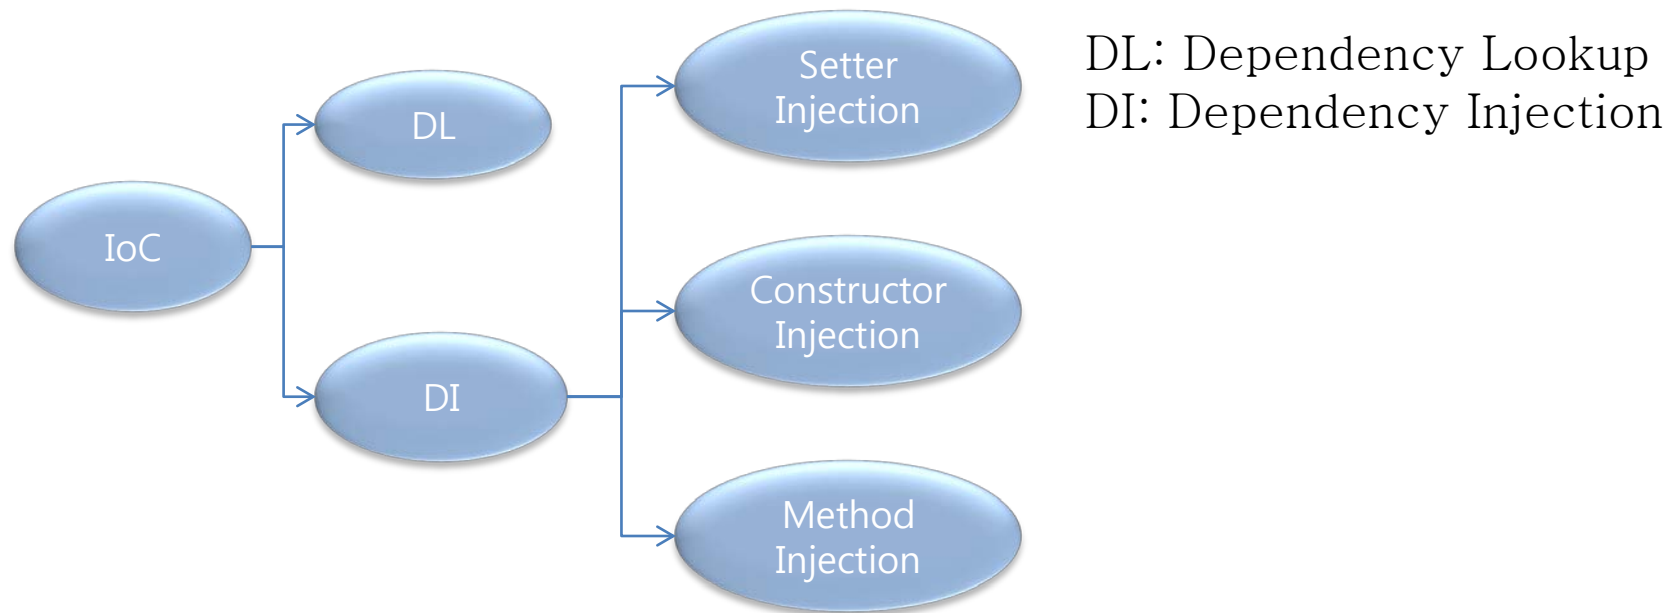 IoC
DL
DI
Setter
Injection
Constructor
Injection
Method
Injection
DL: Dependency Lookup
DI: Dependency Injection